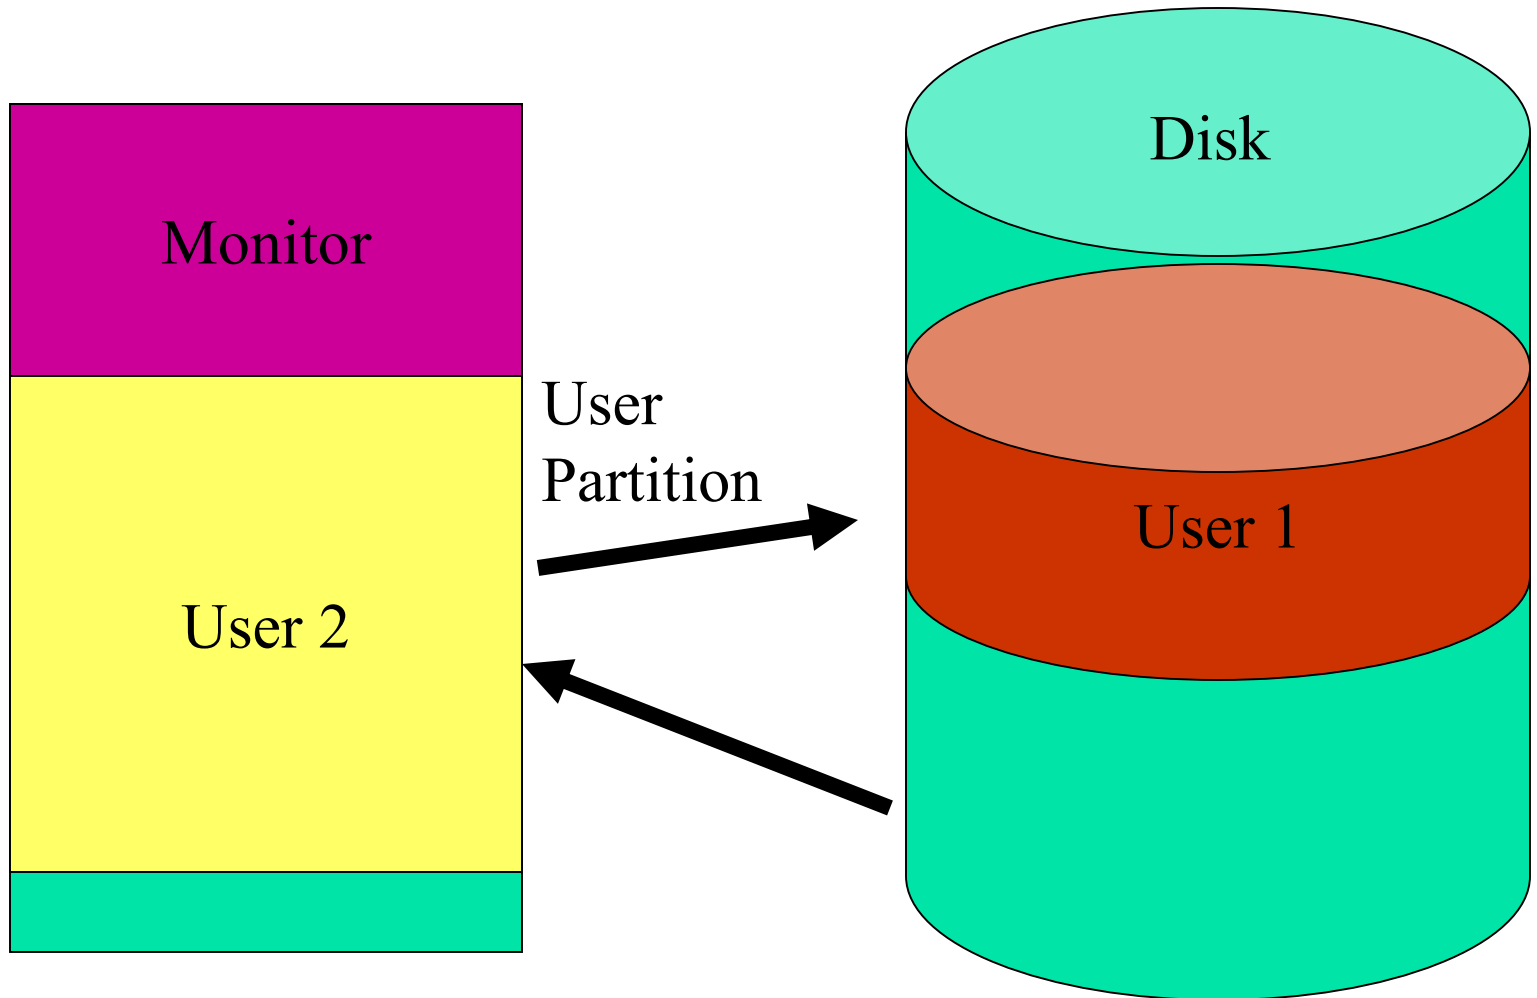 Disk
Monitor
User
Partition
User 1
User 2